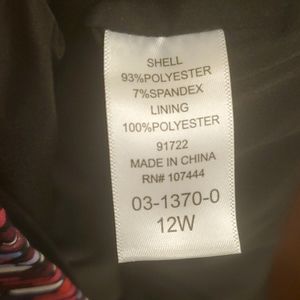 SHELL
93%POLYESTER
7%SPANDEX
LINING
100%POLYESTER
91722
MADE IN CHINA
RN# 107444
03-1370-0
12W